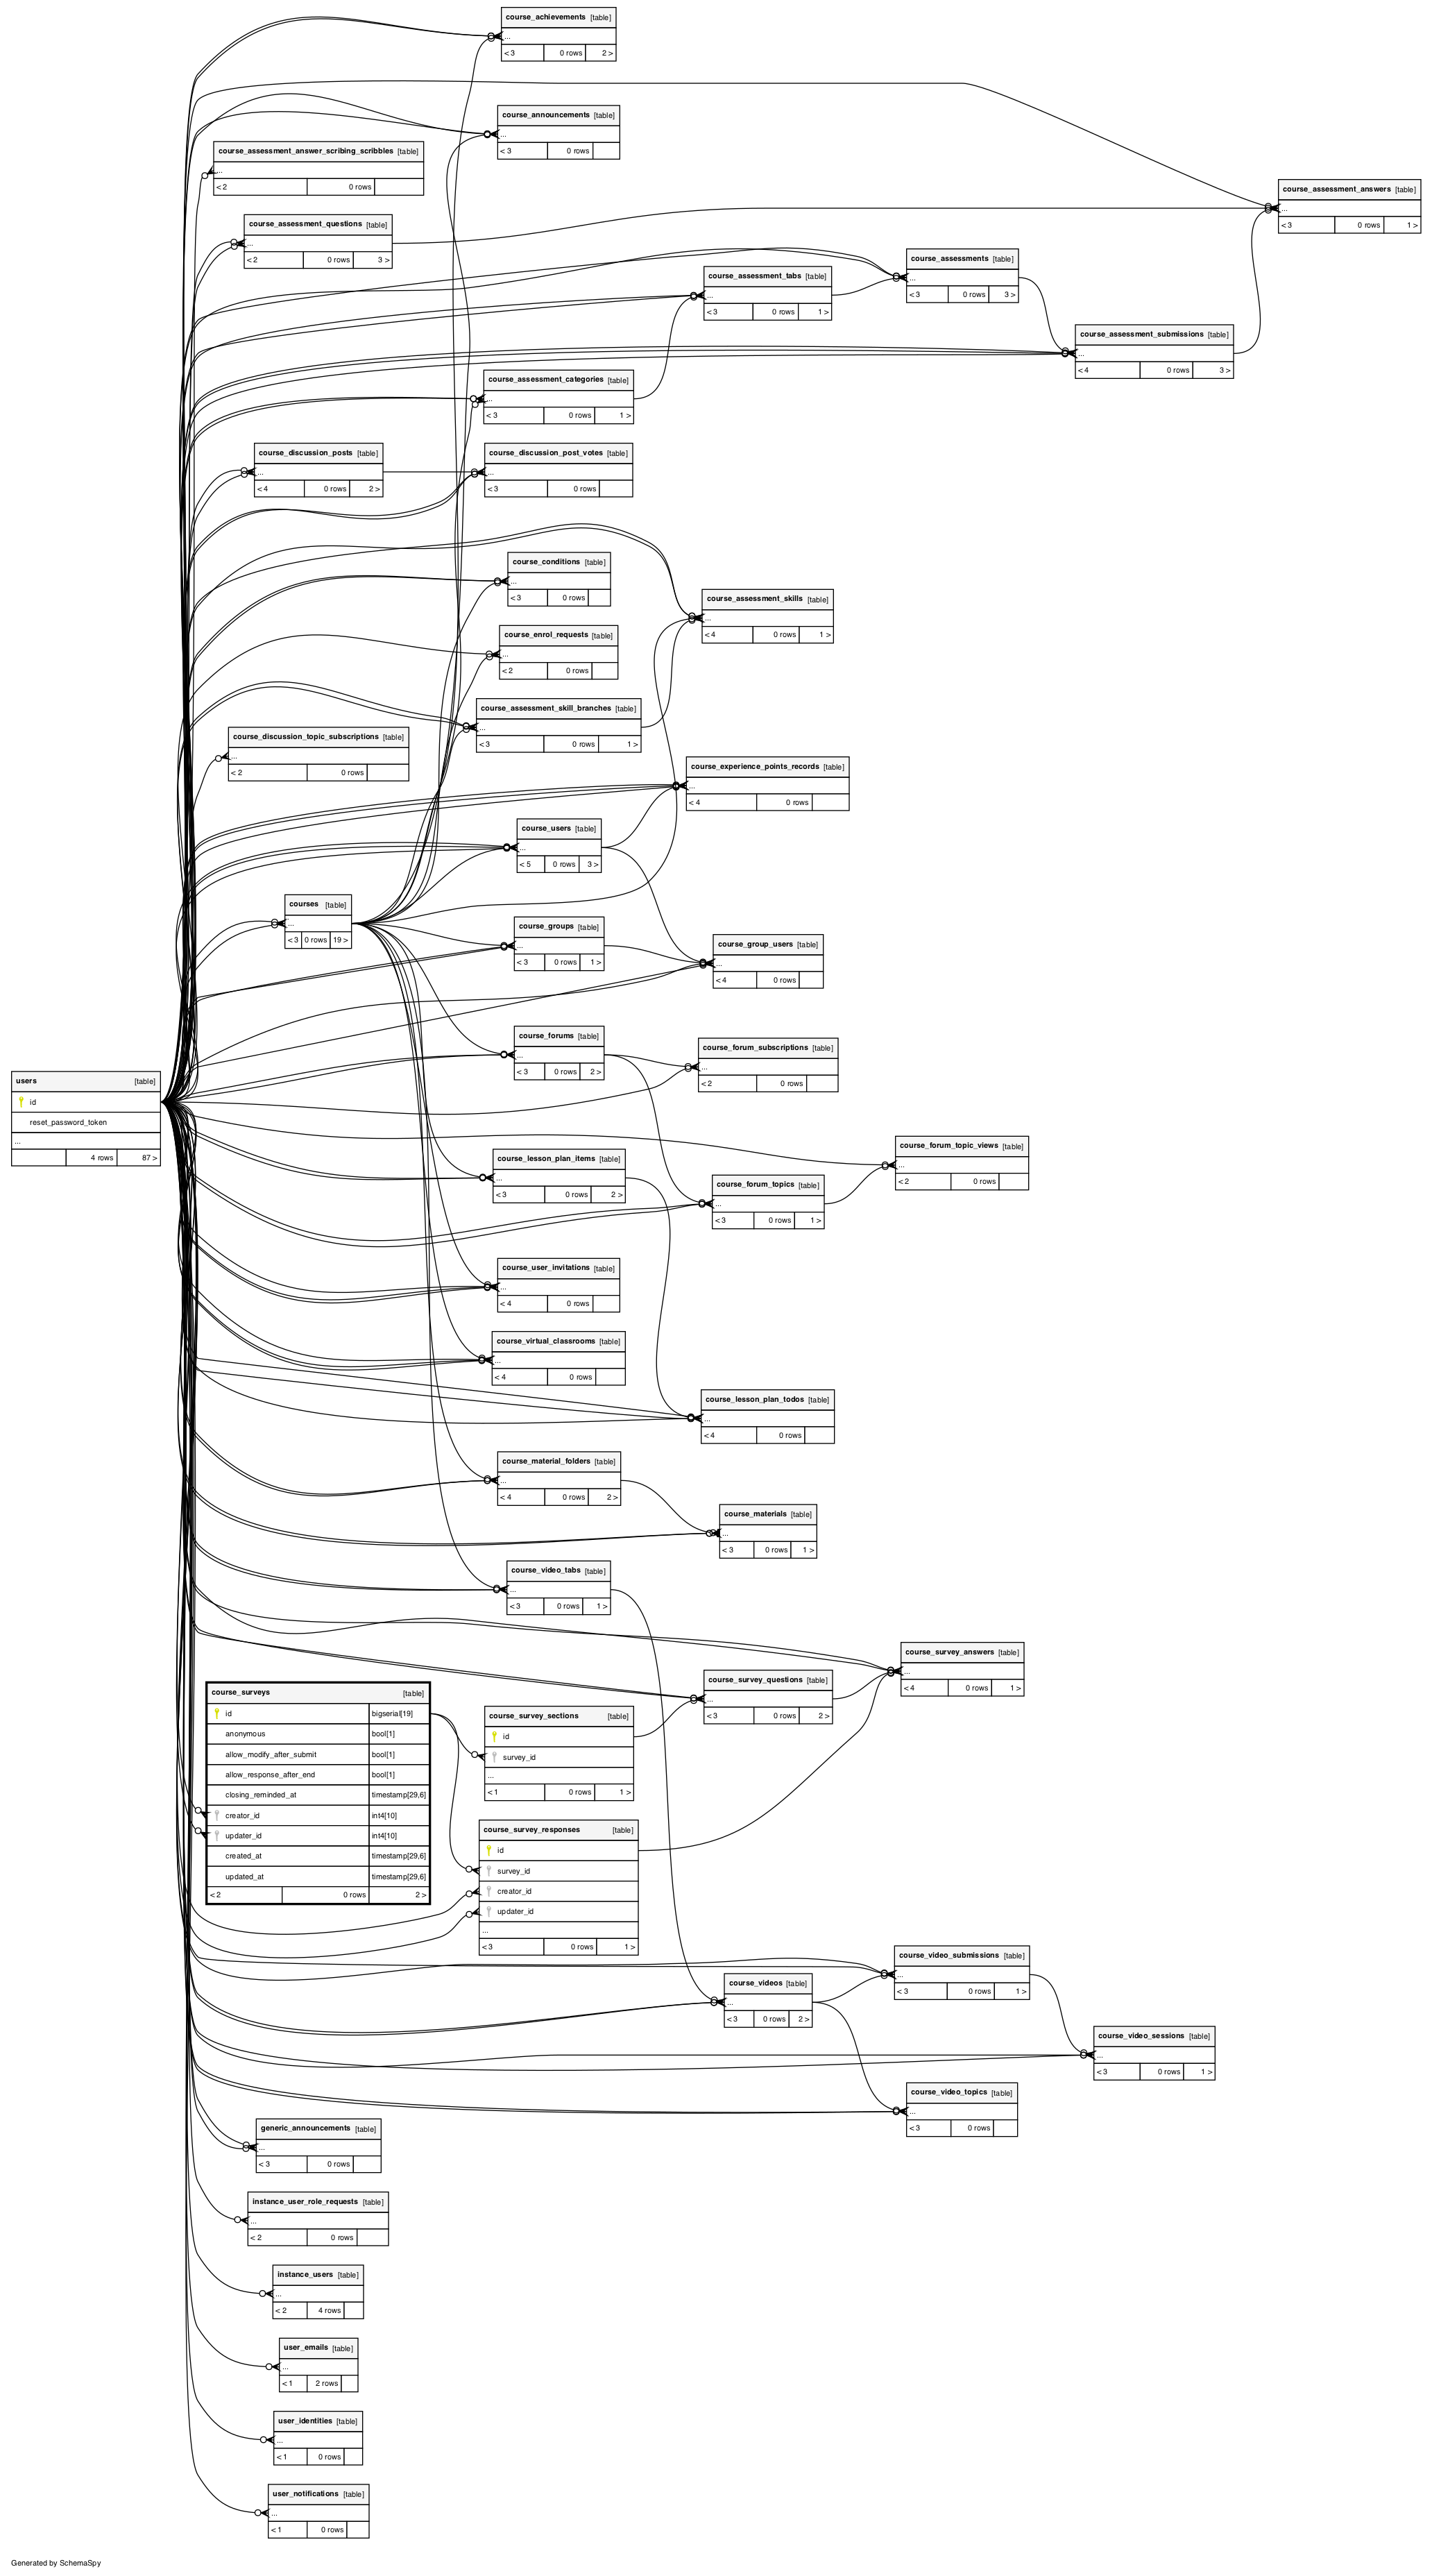 course_achievements [table]
...
< 3 0 rows 2 >
course_announcements [table]
...
< 3 0 rows
course_assessment_answer_scribing_scribbles [table]
...
< 2 0 rows
course_assessment_answers [table]
...
< 3 0 rows 1 >
course_assessment_questions [table]
...
< 2 0 rows 3 >
course_assessments [table]
...
< 3 0 rows 3 >
course_assessment_tabs [table]
...
< 3 0 rows 1 >
course_assessment_submissions [table]
...
< 4 0 rows 3 >
course_assessment_categories [table]
...
< 3 0 rows 1 >
course_discussion_posts [table]
...
< 4 0 rows 2 >
course_discussion_post_votes [table]
...
< 3 0 rows
course_conditions [table]
...
< 3 0 rows
course_assessment_skills [table]
...
< 4 0 rows 1 >
course_enrol_requests [table]
...
< 2 0 rows
course_assessment_skill_branches [table]
...
< 3 0 rows 1 >
course_discussion_topic_subscriptions [table]
...
< 2 0 rows
course_experience_points_records [table]
...
< 4 0 rows
course_users [table]
...
< 5 0 rows 3 >
courses [table]
...
< 3 0 rows 19 >
course_groups [table]
...
< 3 0 rows 1 >
course_group_users [table]
...
< 4 0 rows
course_forums [table]
...
< 3 0 rows 2 >
course_forum_subscriptions [table]
...
< 2 0 rows
users [table]
id
reset_password_token
...
4 rows 87 >
course_forum_topic_views [table]
...
< 2 0 rows
course_lesson_plan_items [table]
...
< 3 0 rows 2 >
course_forum_topics [table]
...
< 3 0 rows 1 >
course_user_invitations [table]
...
< 4 0 rows
course_virtual_classrooms [table]
...
< 4 0 rows
course_lesson_plan_todos [table]
...
< 4 0 rows
course_material_folders [table]
...
< 4 0 rows 2 >
course_materials [table]
...
< 3 0 rows 1 >
course_video_tabs [table]
...
< 3 0 rows 1 >
course_survey_answers [table]
...
< 4 0 rows 1 >
course_survey_questions [table]
...
< 3 0 rows 2 >
course_surveys [table]
id bigserial[19]
anonymous bool[1]
allow_modify_after_submit bool[1]
allow_response_after_end bool[1]
closing_reminded_at timestamp[29,6]
creator_id int4[10]
updater_id int4[10]
created_at timestamp[29,6]
updated_at timestamp[29,6]
< 2 0 rows 2 >
course_survey_sections [table]
id
survey_id
...
< 1 0 rows 1 >
course_survey_responses [table]
id
survey_id
creator_id
updater_id
...
< 3 0 rows 1 >
course_video_submissions [table]
...
< 3 0 rows 1 >
course_videos [table]
...
< 3 0 rows 2 >
course_video_sessions [table]
...
< 3 0 rows 1 >
course_video_topics [table]
...
< 3 0 rows
generic_announcements [table]
...
< 3 0 rows
instance_user_role_requests [table]
...
< 2 0 rows
instance_users [table]
...
< 2 4 rows
user_emails [table]
...
< 1 2 rows
user_identities [table]
...
< 1 0 rows
user_notifications [table]
...
< 1 0 rows
Generated by SchemaSpy